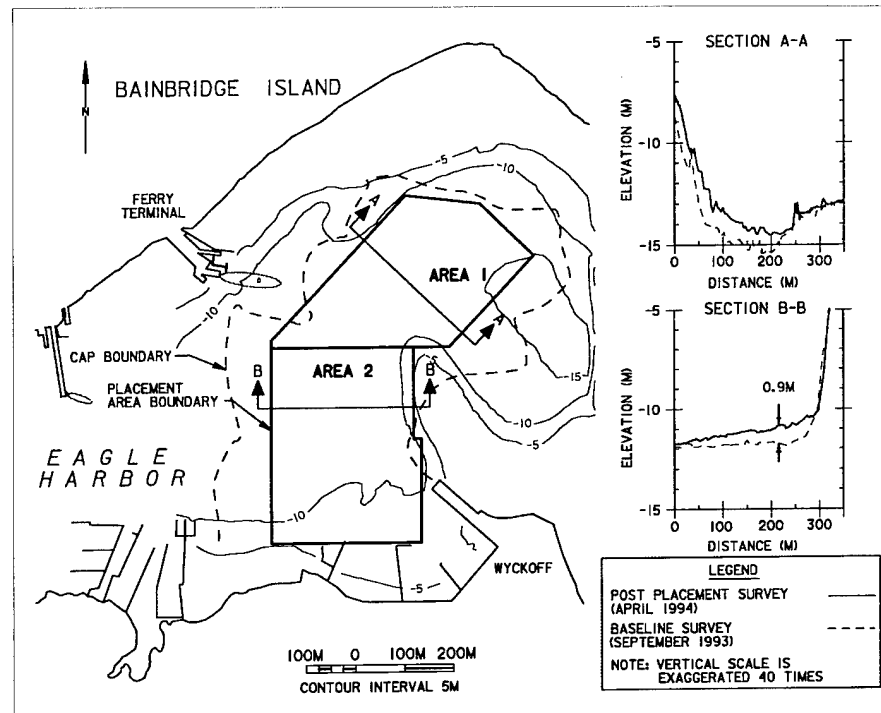 BAINBRIDGE ISLAND
N
FERRY
TERMINAL
-5
-10
A
AREA 1
A
-10
-15
-10
-5
CAP BOUNDARY
PLACEMENT
AREA BOUNDARY
B
AREA 2
B
-5
EAGLE
HARBOR
-10
-5
WYCKOFF
100M 0 100M 200M
CONTOUR INTERVAL 5M
SECTION A-A
ELEVATION (M)
-5
-10
-15
0 100 200 300
DISTANCE (M)
SECTION B-B
ELEVATION (M)
-5
-10
-15
0.9M
0 100 200 300
DISTANCE (M)
LEGEND
POST PLACEMENT SURVEY
(APRIL 1994)
BASELINE SURVEY
(SEPTEMBER 1993)
NOTE: VERTICAL SCALE IS
EXAGGERATED 40 TIMES